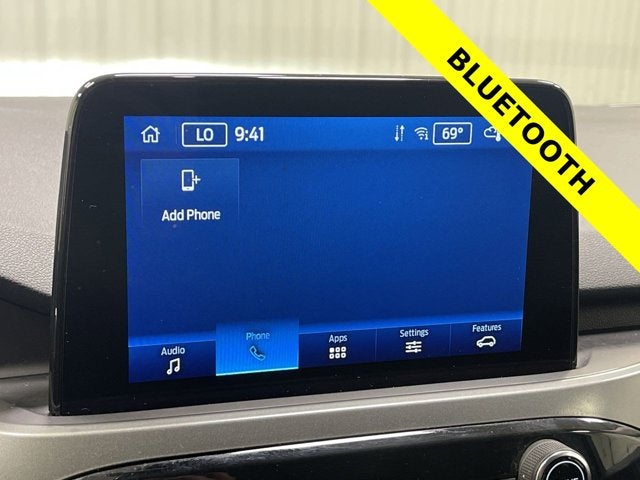 BLUETOOTH
LO 9:41 69°
Add Phone
Audio Phone Apps Settings Features